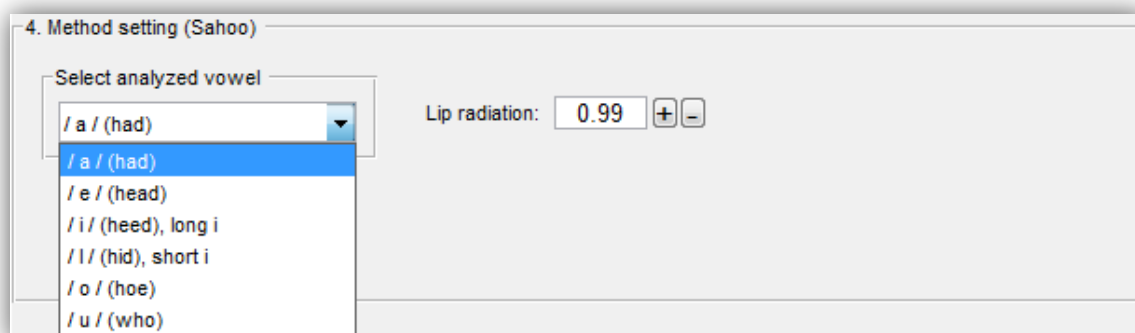 4. Method setting (Sahoo)
Select analyzed vowel
/ a / (had)
Lip radiation: 0.99 + -
/ a / (had)
/ e / (head)
/ i / (heed), long i
/ I / (hid), short i
/ o / (hoe)
/ u / (who)